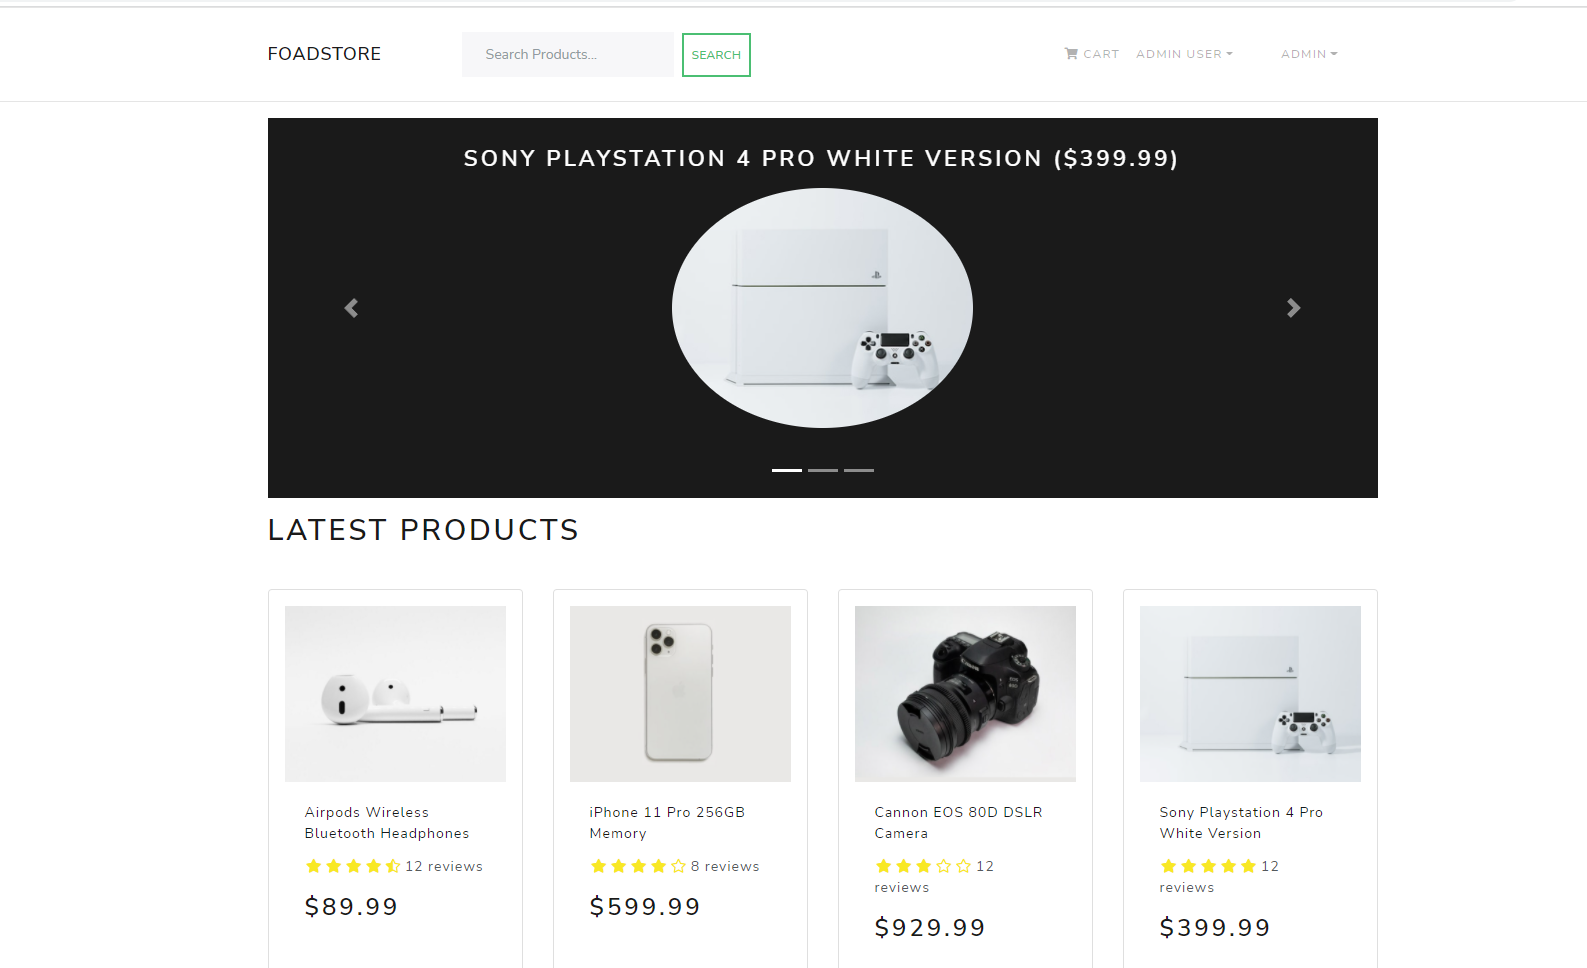 FOADSTORE
Search Products...
SEARCH
CART
ADMIN USER
ADMIN
SONY PLAYSTATION 4 PRO WHITE VERSION ($399.99)
LATEST PRODUCTS
Airpods Wireless
Bluetooth Headphones
12 reviews
$89.99
iPhone 11 Pro 256GB
Memory
8 reviews
$599.99
Cannon EOS 80D DSLR
Camera
12
reviews
$929.99
Sony Playstation 4 Pro
White Version
12
reviews
$399.99